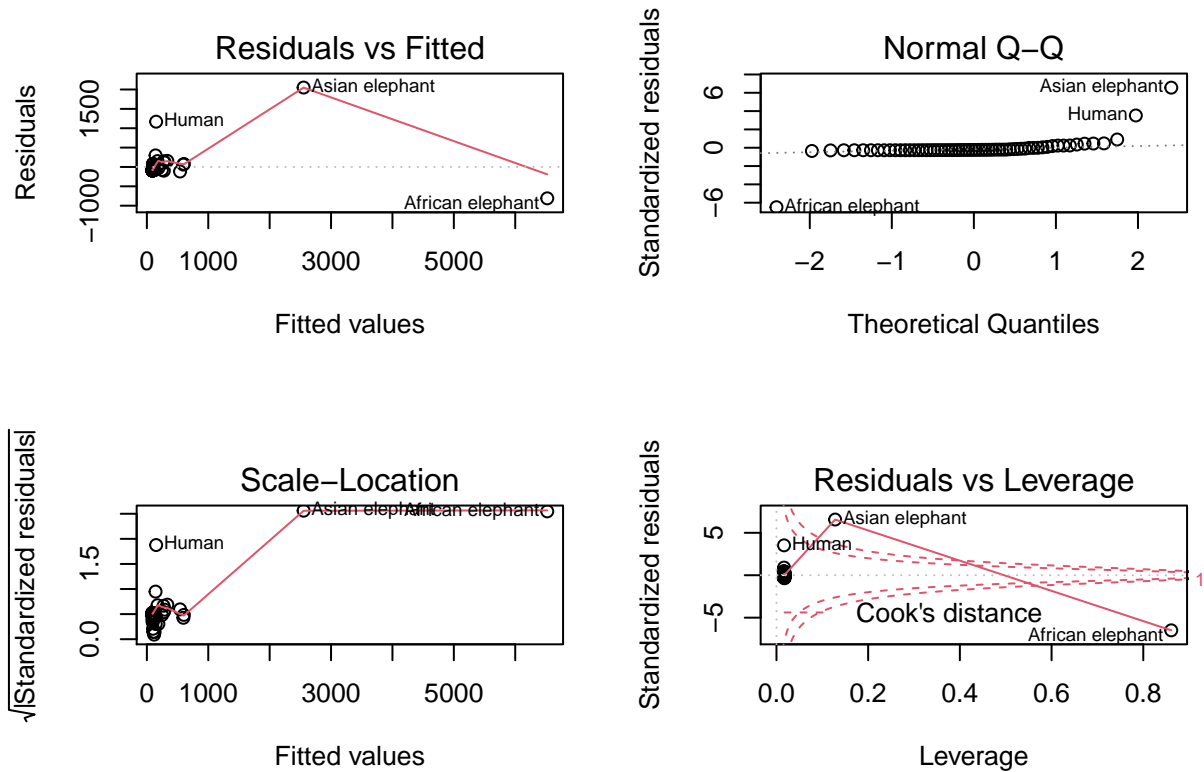 Residuals vs Fitted
Residuals
−1000
1500
Asian elephant
Human
African elephant
0 1000 3000 5000
Fitted values
Normal Q−Q
Standardized residuals
−6 0 6
Asian elephant
Human
African elephant
−2 −1 0 1 2
Theoretical Quantiles
Scale−Location
√|Standardized residuals|
0.0 1.5
Asian elephant
African elephant
Human
0 1000 3000 5000
Fitted values
Residuals vs Leverage
Standardized residuals
−5 0 5
Asian elephant
Human
Cook's distance
African elephant
1
0.0 0.2 0.4 0.6 0.8
Leverage